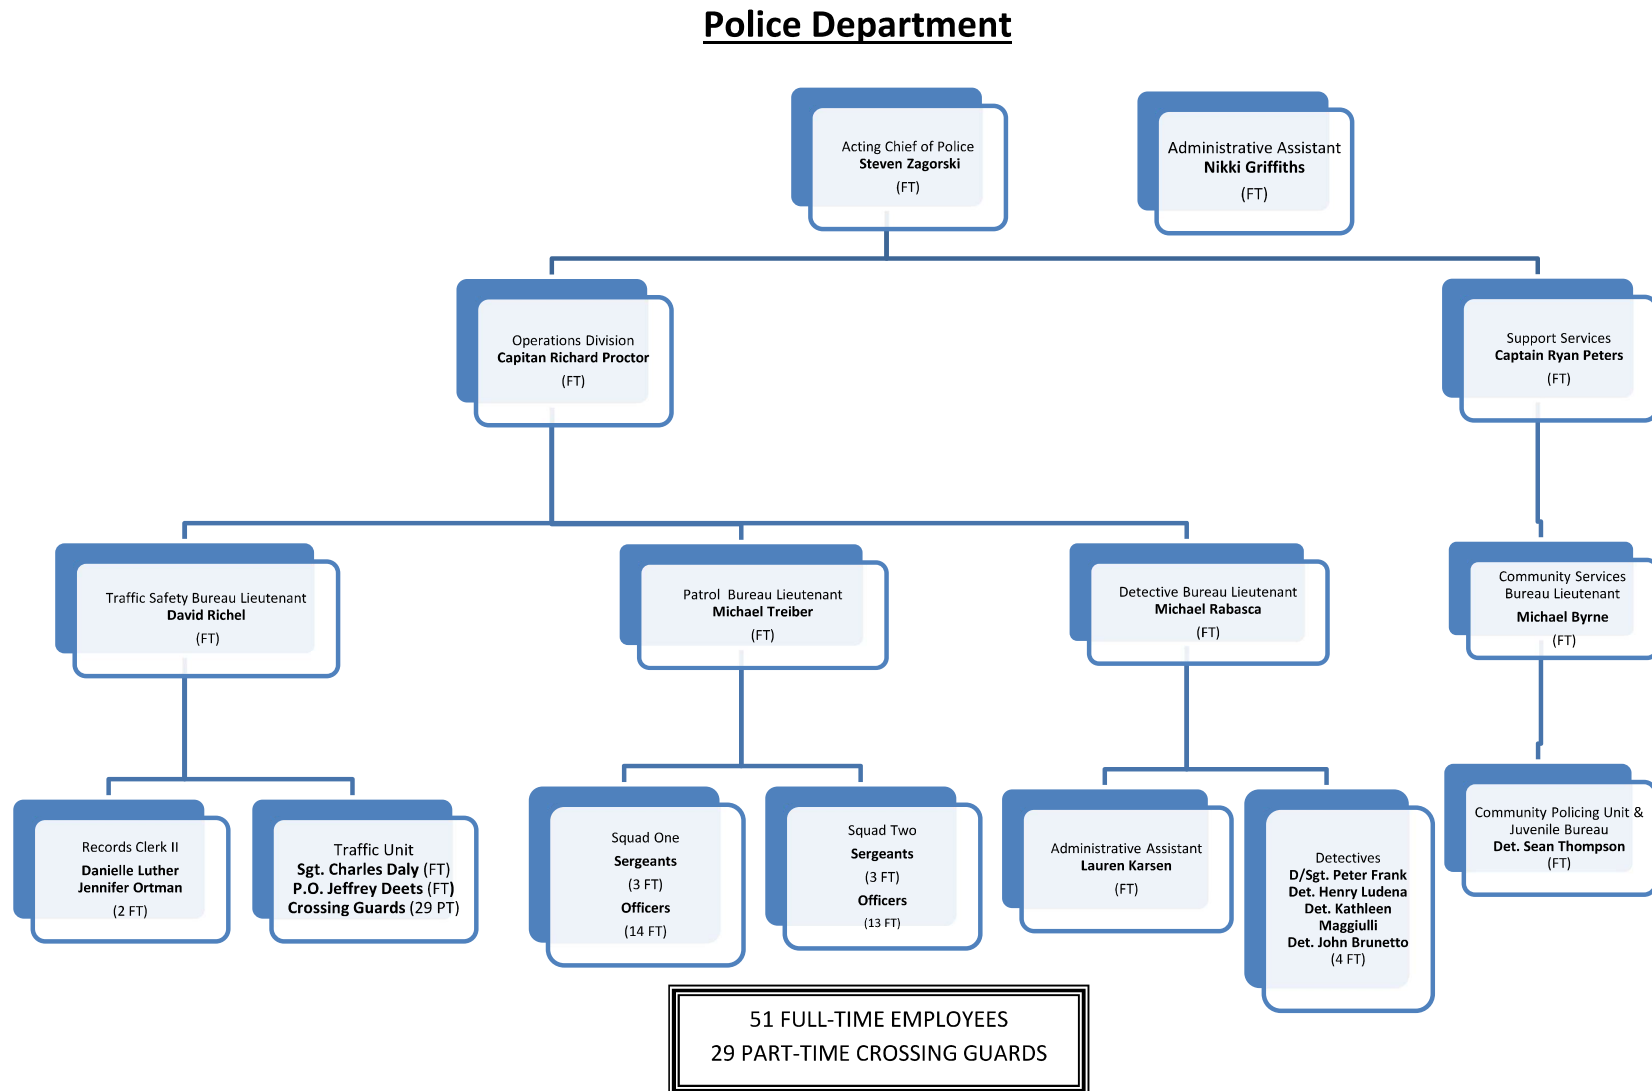 Police Department
Acting Chief of Police
Steven Zagorski
(FT)
Administrative Assistant
Nikki Griffiths
(FT)
Operations Division
Capitan Richard Proctor
(FT)
Support Services
Captain Ryan Peters
(FT)
Traffic Safety Bureau Lieutenant
David Richel
(FT)
Patrol Bureau Lieutenant
Michael Treiber
(FT)
Detective Bureau Lieutenant
Michael Rabasca
(FT)
Community Services
Bureau Lieutenant
Michael Byrne
(FT)
Records Clerk II
Danielle Luther
Jennifer Ortman
(2 FT)
Traffic Unit
Sgt. Charles Daly (FT)
P.O. Jeffrey Deets (FT)
Crossing Guards (29 PT)
Squad One
Sergeants
(3 FT)
Officers
(14 FT)
Squad Two
Sergeants
(3 FT)
Officers
(13 FT)
Administrative Assistant
Lauren Karsen
(FT)
Detectives
D/Sgt. Peter Frank
Det. Henry Ludena
Det. Kathleen
Maggiulli
Det. John Brunetto
(4 FT)
Community Policing Unit &
Juvenile Bureau
Det. Sean Thompson
(FT)
51 FULL-TIME EMPLOYEES
29 PART-TIME CROSSING GUARDS